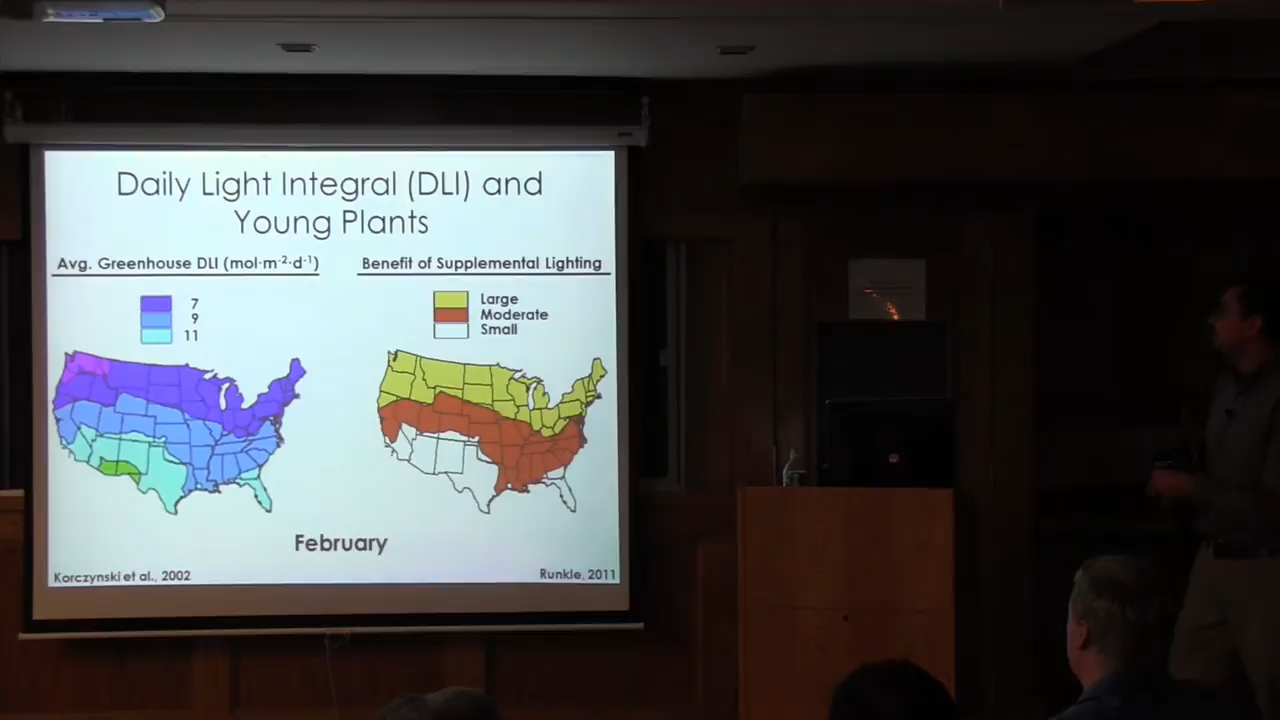 Daily Light Integral (DLI) and
Young Plants
Avg. Greenhouse DLI (mol·m⁻²·d⁻¹)
7
9
11
Benefit of Supplemental Lighting
Large
Moderate
Small
February
Korczynski et al., 2002
Runkle, 2011